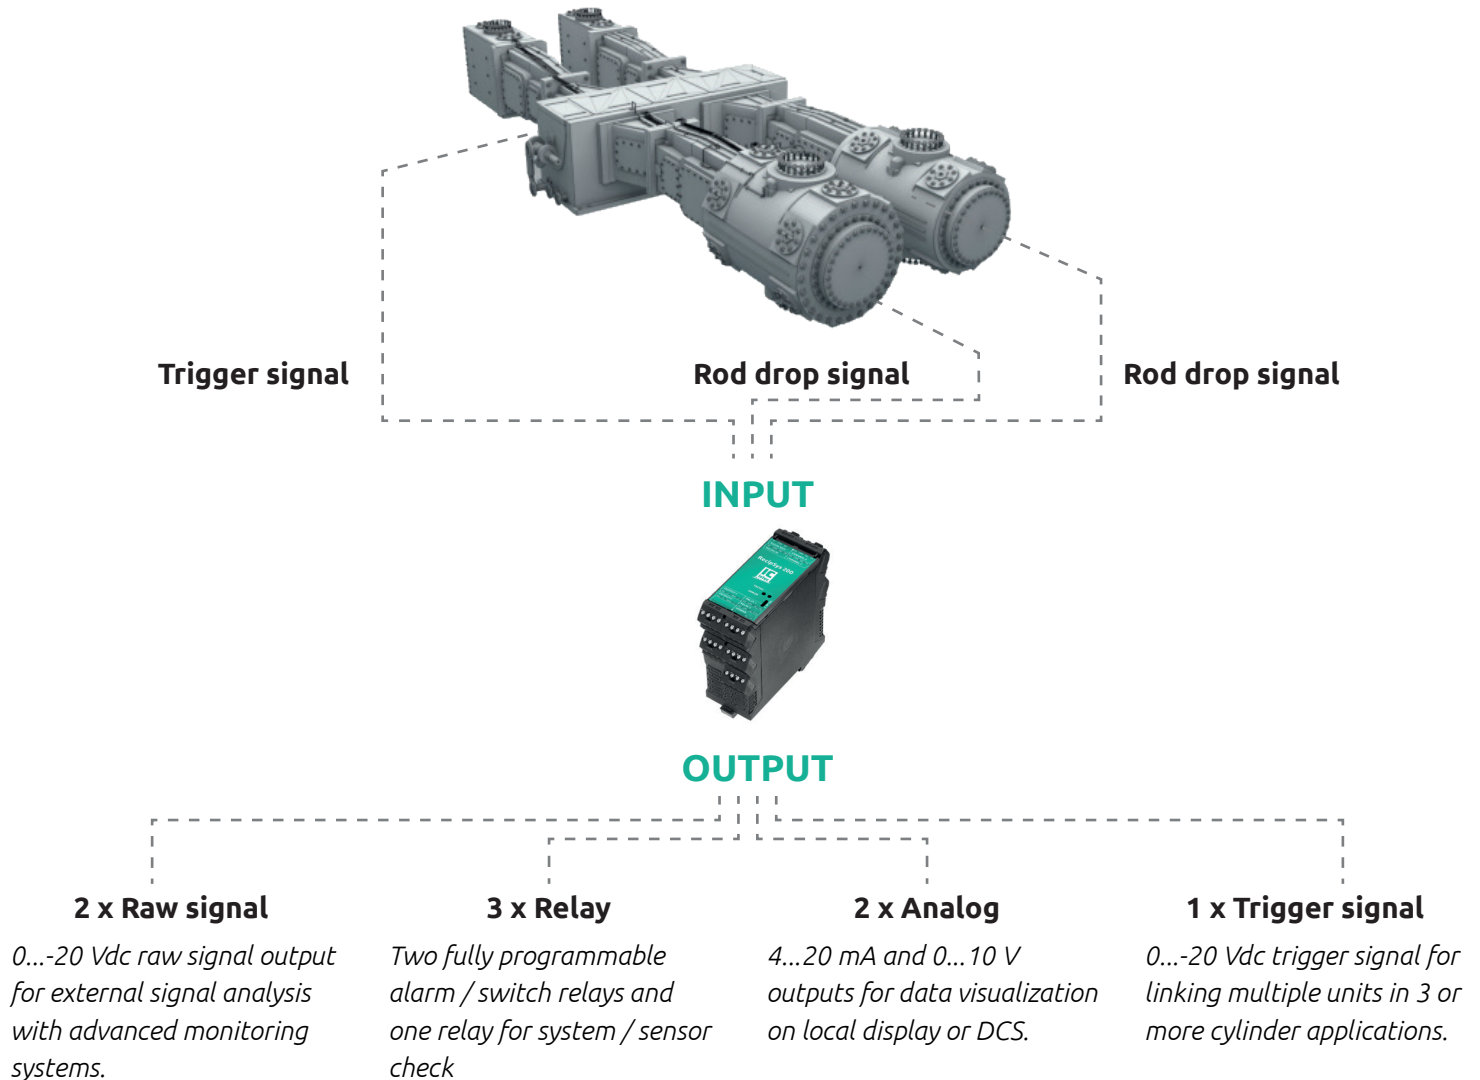 Trigger signal
Rod drop signal
Rod drop signal
INPUT
RecipSys 200
OUTPUT
2 x Raw signal
0...-20 Vdc raw signal output
for external signal analysis
with advanced monitoring
systems.
3 x Relay
Two fully programmable
alarm / switch relays and
one relay for system / sensor
check
2 x Analog
4...20 mA and 0...10 V
outputs for data visualization
on local display or DCS.
1 x Trigger signal
0...-20 Vdc trigger signal for
linking multiple units in 3 or
more cylinder applications.